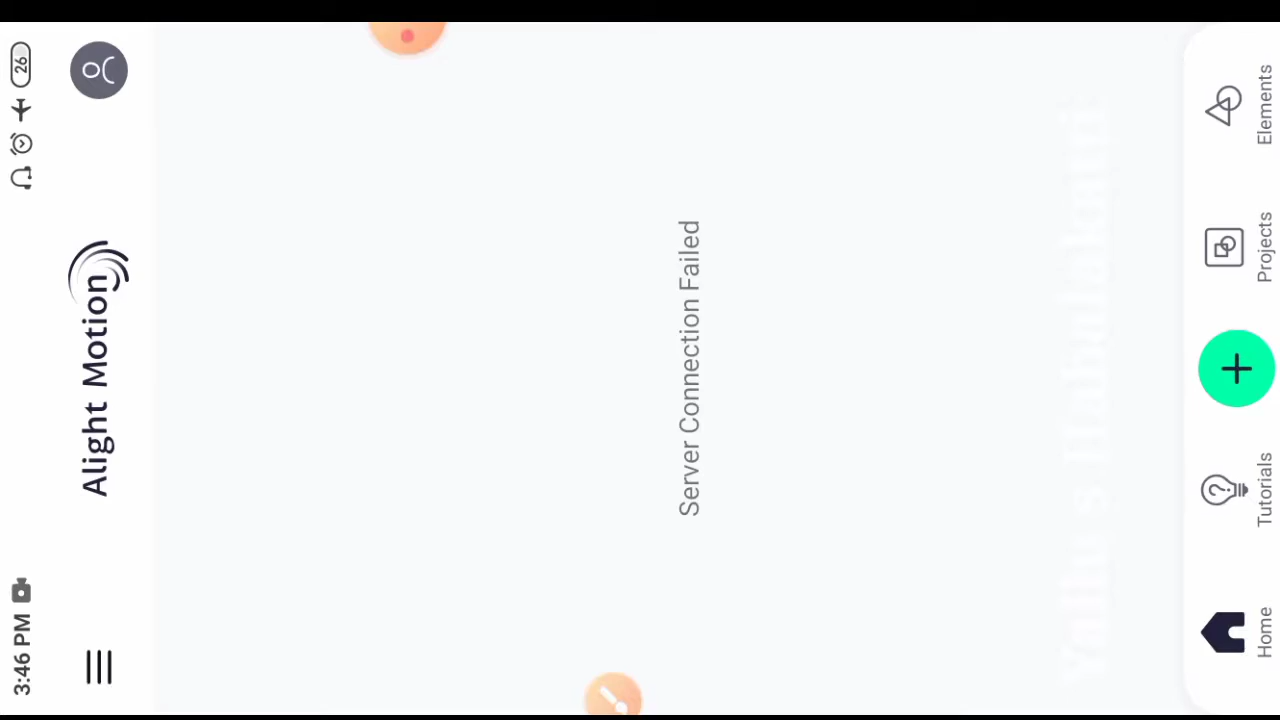 3:46 PM
26
Alight Motion
Server Connection Failed
Home
Tutorials
Projects
Elements